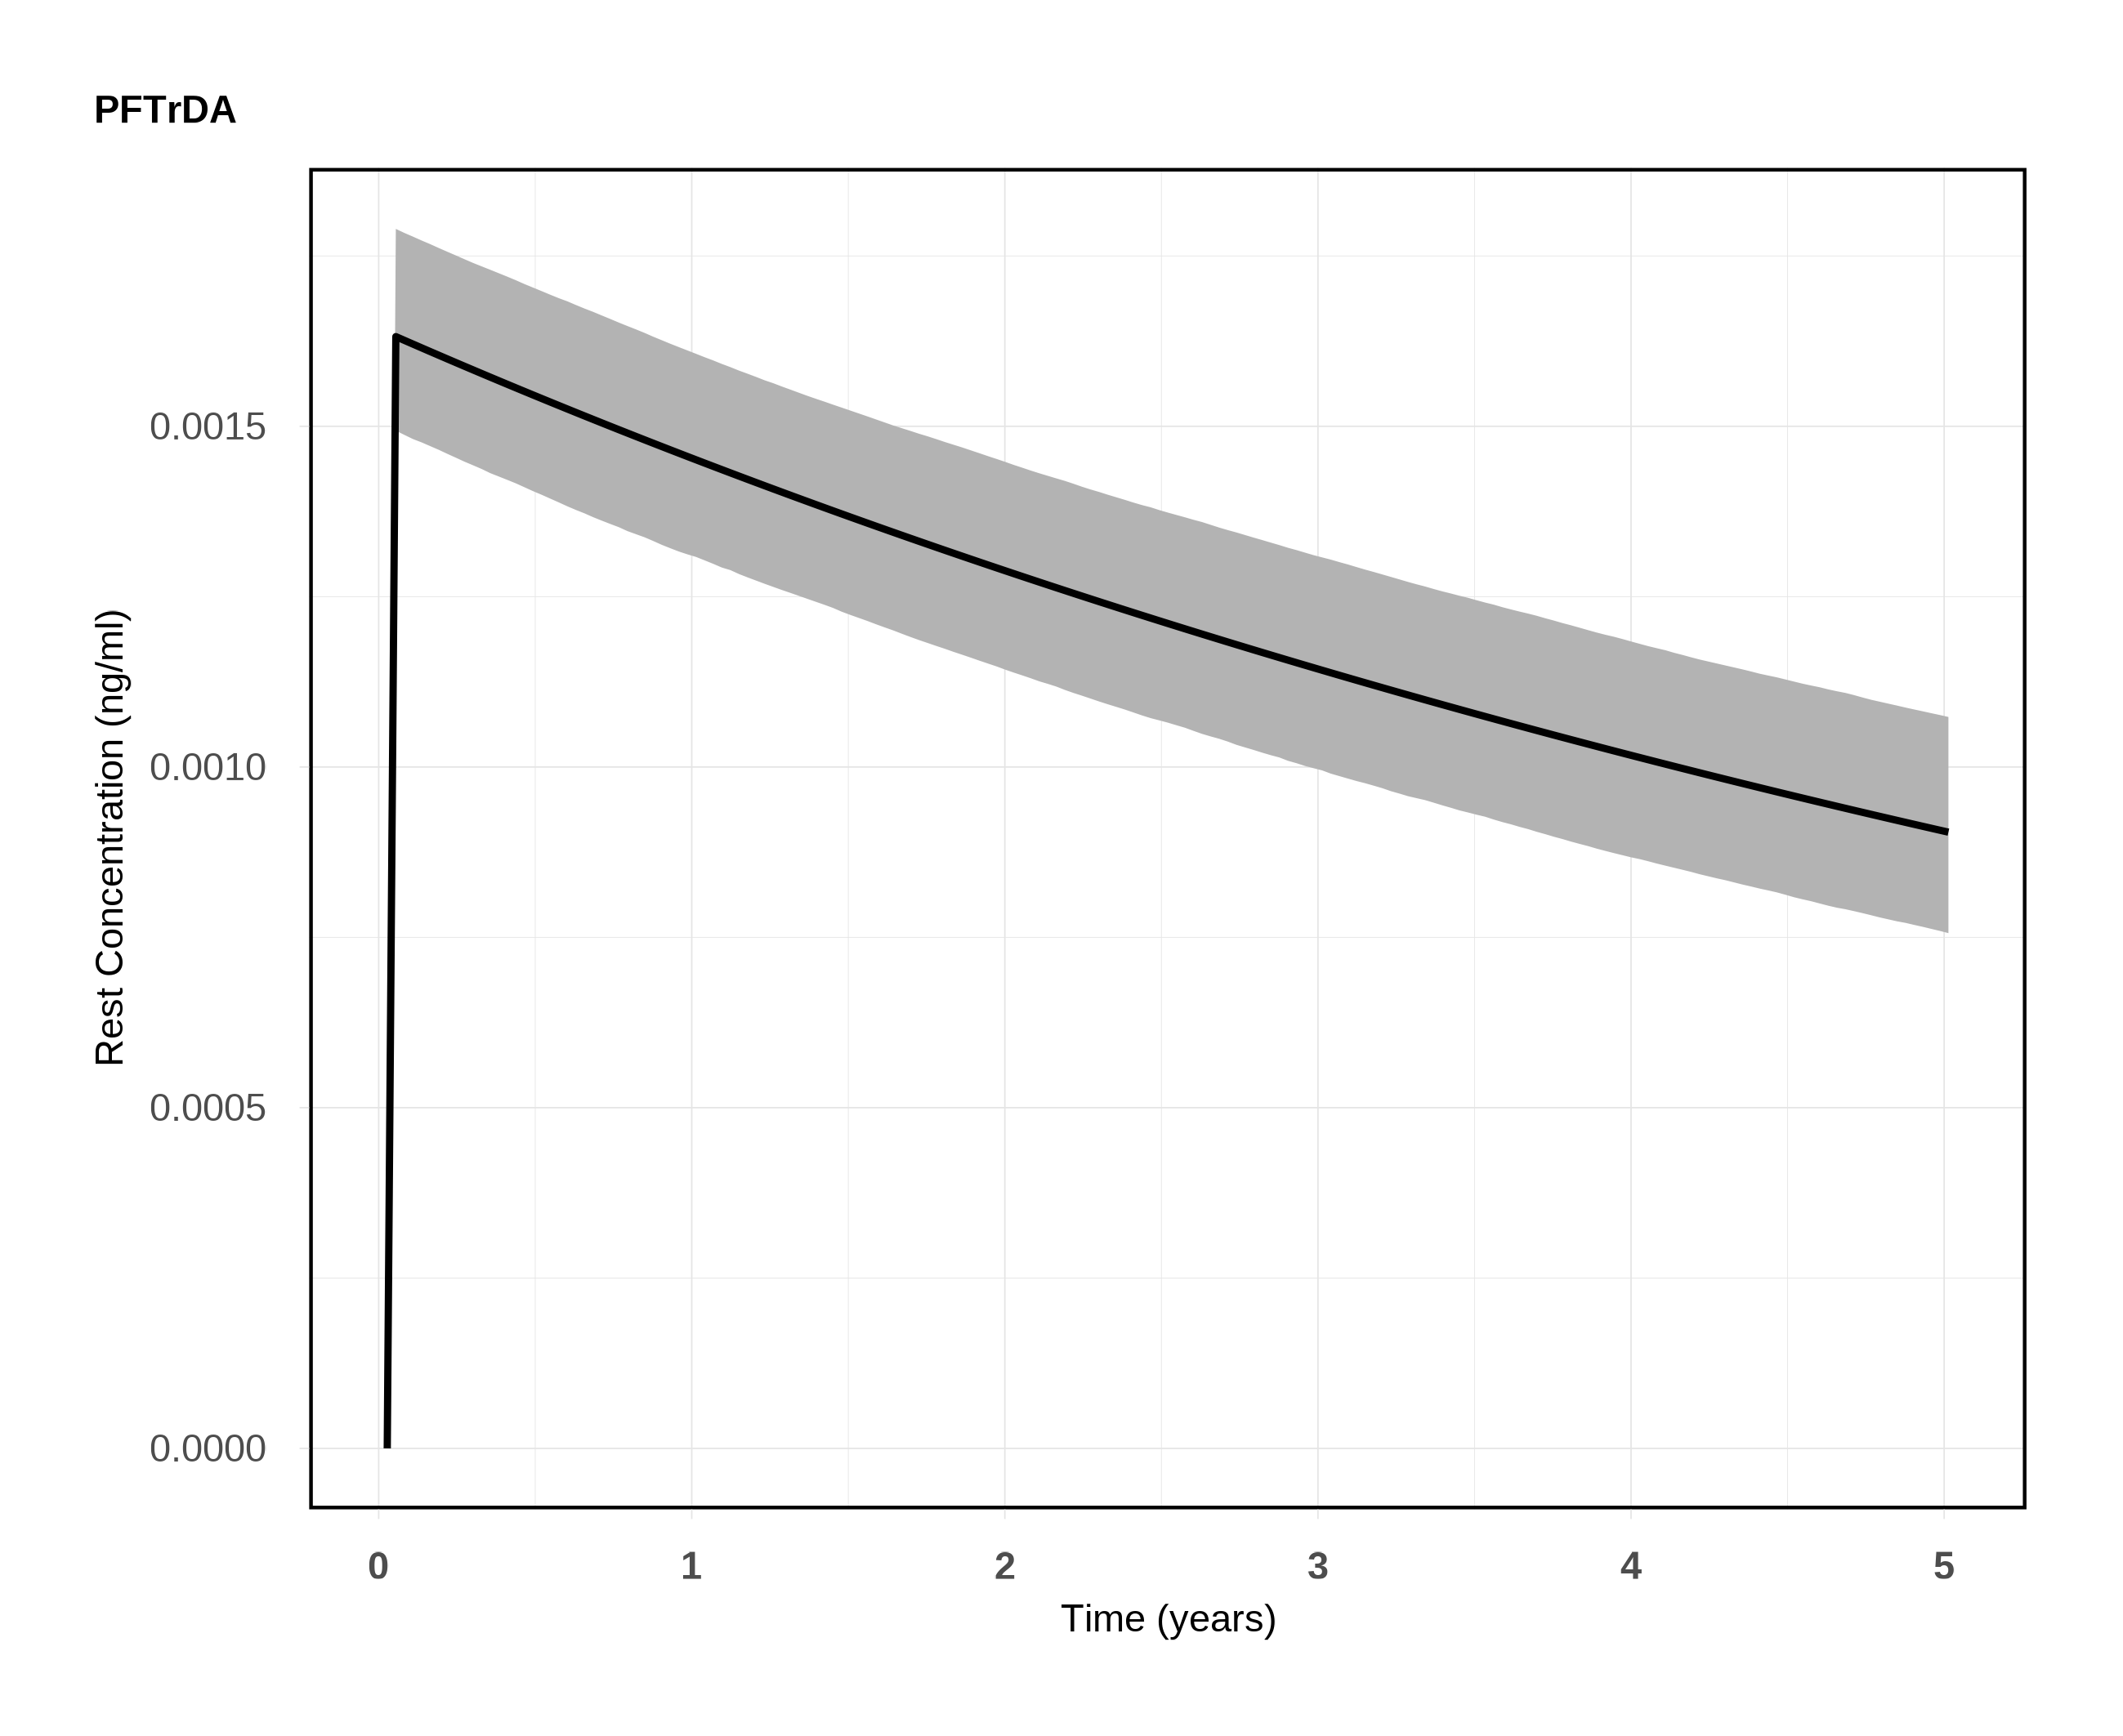 PFTrDA
Rest Concentration (ng/ml)
0.0015
0.0010
0.0005
0.0000
0 1 2 3 4 5
Time (years)